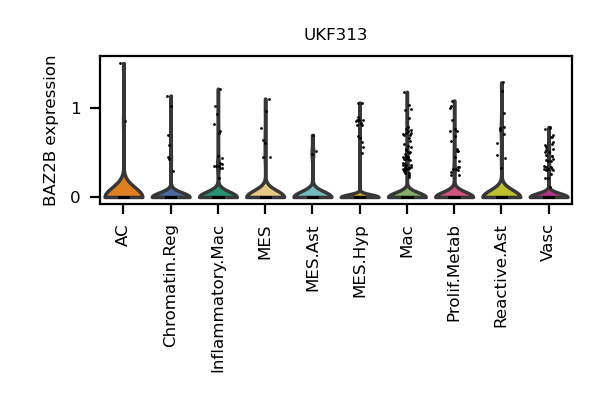 UKF313
BAZ2B expression
1
0
AC
Chromatin.Reg
Inflammatory.Mac
MES
MES.Ast
MES.Hyp
Mac
Prolif.Metab
Reactive.Ast
Vasc